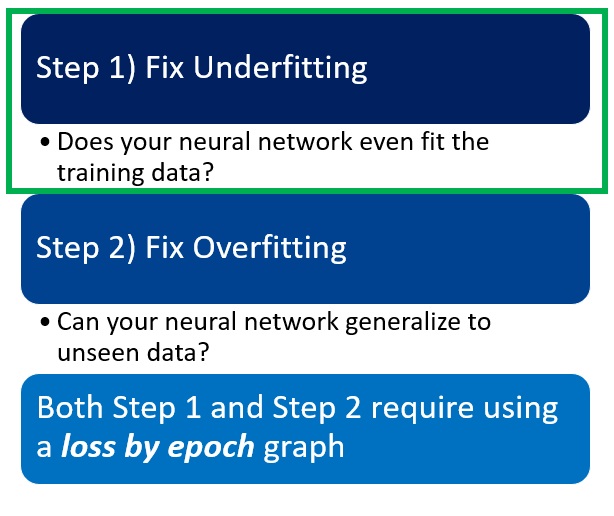 Step 1) Fix Underfitting
• Does your neural network even fit the
training data?
Step 2) Fix Overfitting
• Can your neural network generalize to
unseen data?
Both Step 1 and Step 2 require using
a loss by epoch graph